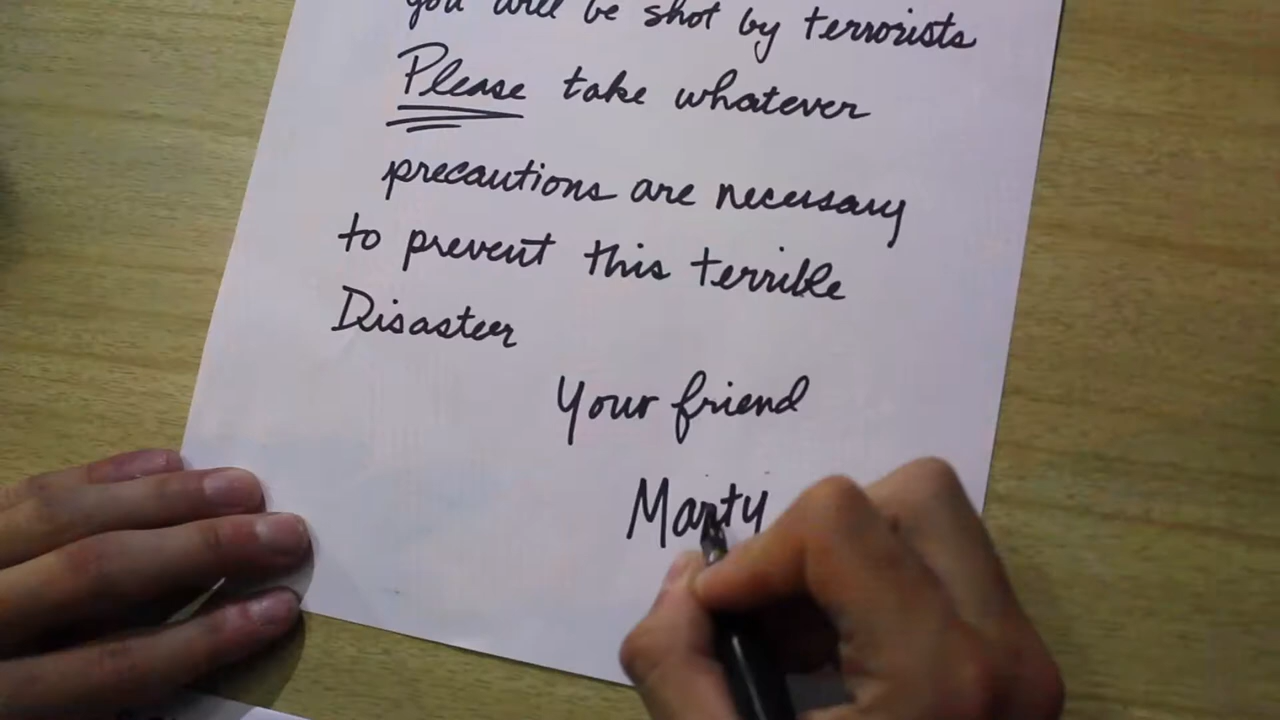 you will be shot by terrorists
Please take whatever
precautions are necessary
to prevent this terrible
Disaster
Your friend
Marty